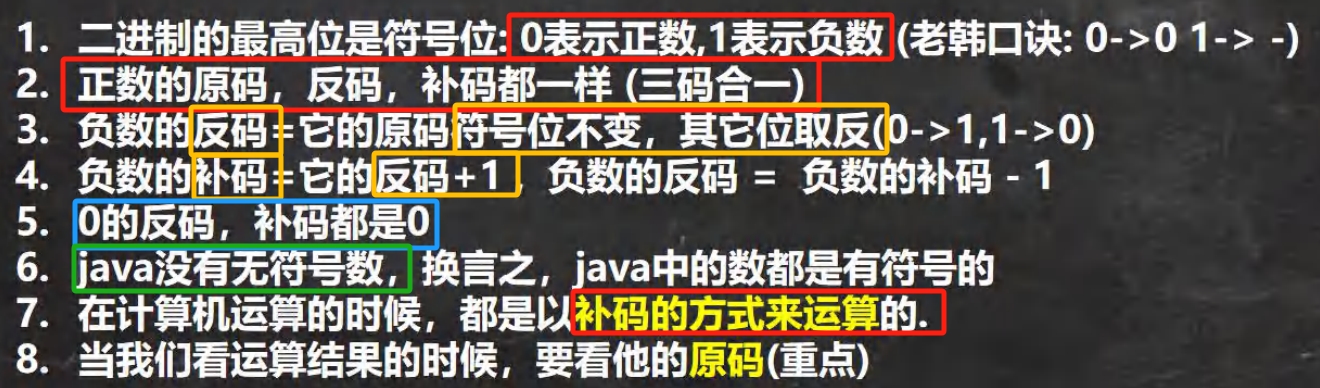 1. 二进制的最高位是符号位: 0表示正数,1表示负数 (老韩口诀: 0->0 1-> -)
2. 正数的原码，反码，补码都一样 (三码合一)
3. 负数的反码=它的原码符号位不变，其它位取反(0->1,1->0)
4. 负数的补码=它的反码+1，负数的反码 = 负数的补码 - 1
5. 0的反码，补码都是0
6. java没有无符号数，换言之，java中的数都是有符号的
7. 在计算机运算的时候，都是以补码的方式来运算的.
8. 当我们看运算结果的时候，要看他的原码(重点)